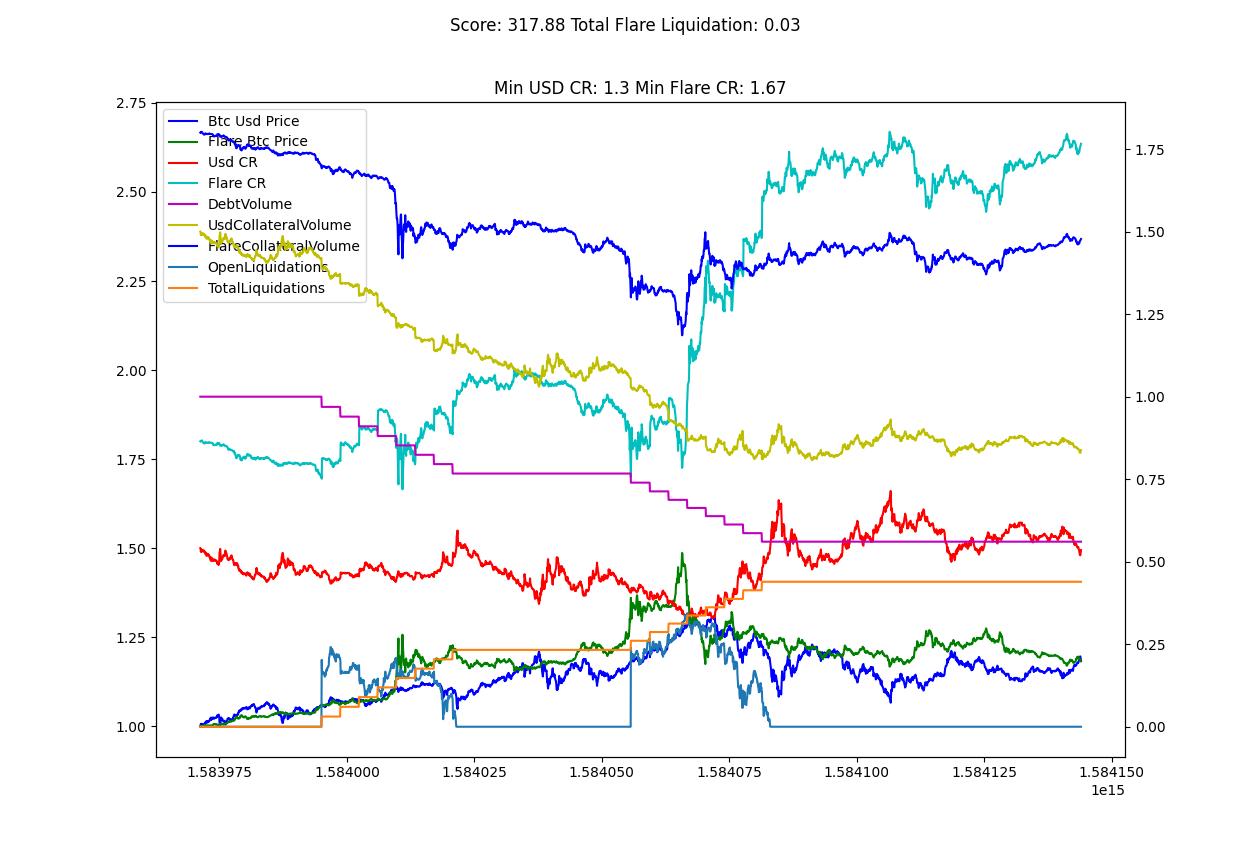 Score: 317.88 Total Flare Liquidation: 0.03
Min USD CR: 1.3 Min Flare CR: 1.67
Btc Usd Price
Flare Btc Price
Usd CR
Flare CR
DebtVolume
UsdCollateralVolume
FlareCollateralVolume
OpenLiquidations
TotalLiquidations
2.75
2.50
2.25
2.00
1.75
1.50
1.25
1.00
1.75
1.50
1.25
1.00
0.75
0.50
0.25
0.00
1.583975 1.584000 1.584025 1.584050 1.584075 1.584100 1.584125 1.584150
1e15